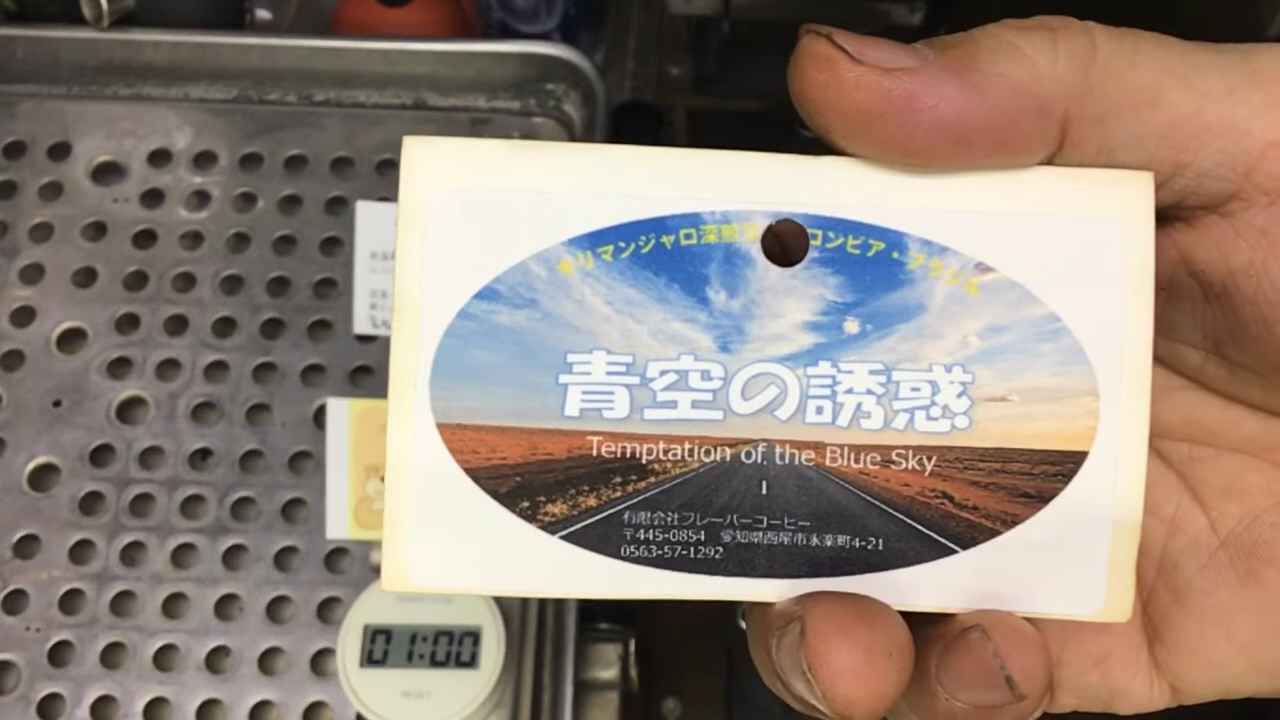 キリマンジャロ深煎り コンビア・ブラジル
青空の誘惑
Temptation of the Blue Sky
有限会社フレーバーコーヒー
〒445-0854 愛知県西尾市永楽町4-21
0563-57-1292
01:00
RESET